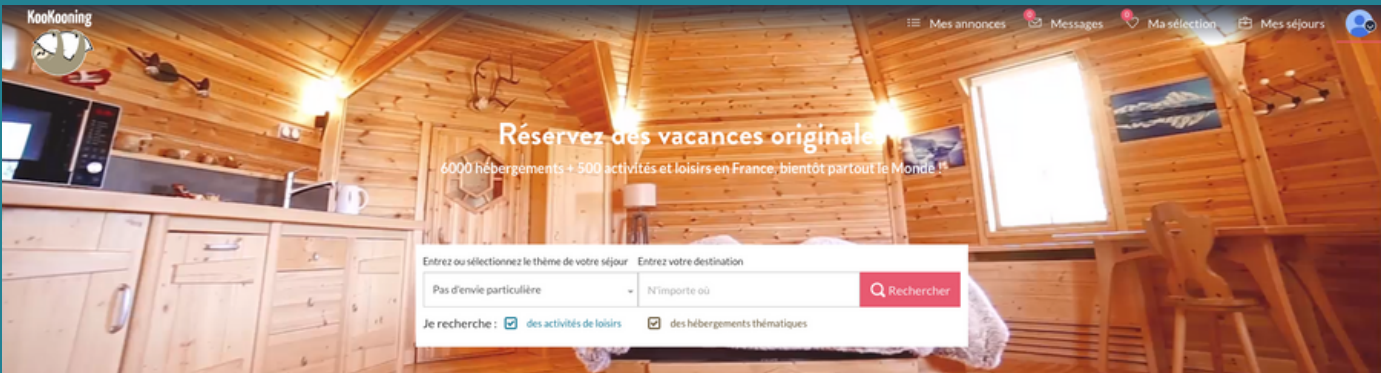 KooKooning
Mes annonces
0
Messages
0
Ma sélection
Mes séjours
Réservez des vacances originales
6000 hébergements + 500 activités et loisirs en France, bientôt partout le Monde !
Entrez ou sélectionnez le thème de votre séjour
Entrez votre destination
Pas d'envie particulière
N'importe où
Rechercher
Je recherche :
des activités de loisirs
des hébergements thématiques